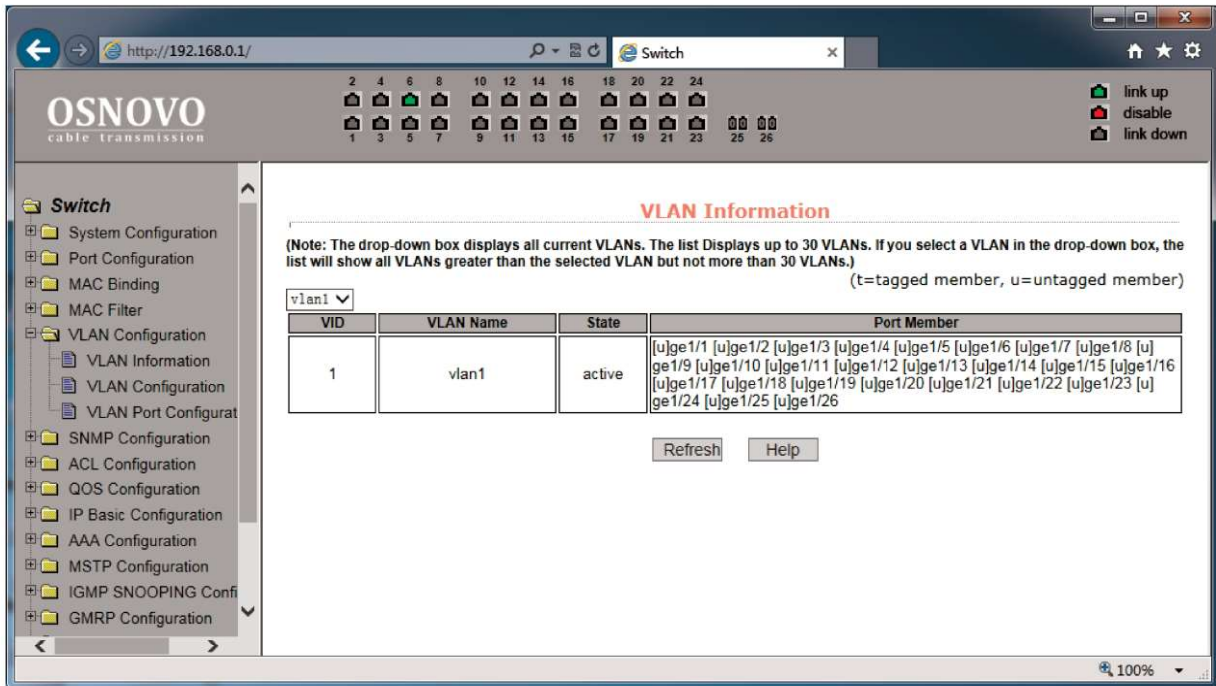 http://192.168.0.1/
Switch
OSNOVO
cable transmission
2 4 6 8 10 12 14 16 18 20 22 24
1 3 5 7 9 11 13 15 17 19 21 23 25 26
link up
disable
link down
Switch
System Configuration
Port Configuration
MAC Binding
MAC Filter
VLAN Configuration
VLAN Information
VLAN Configuration
VLAN Port Configurat
SNMP Configuration
ACL Configuration
QOS Configuration
IP Basic Configuration
AAA Configuration
MSTP Configuration
IGMP SNOOPING Confi
GMRP Configuration
VLAN Information
(Note: The drop-down box displays all current VLANs. The list Displays up to 30 VLANs. If you select a VLAN in the drop-down box, the
list will show all VLANs greater than the selected VLAN but not more than 30 VLANs.)
(t=tagged member, u=untagged member)
vlan1
VID VLAN Name State Port Member
1 vlan1 active
[u]ge1/1 [u]ge1/2 [u]ge1/3 [u]ge1/4 [u]ge1/5 [u]ge1/6 [u]ge1/7 [u]ge1/8 [u]
ge1/9 [u]ge1/10 [u]ge1/11 [u]ge1/12 [u]ge1/13 [u]ge1/14 [u]ge1/15 [u]ge1/16
[u]ge1/17 [u]ge1/18 [u]ge1/19 [u]ge1/20 [u]ge1/21 [u]ge1/22 [u]ge1/23 [u]
ge1/24 [u]ge1/25 [u]ge1/26
Refresh Help
100%